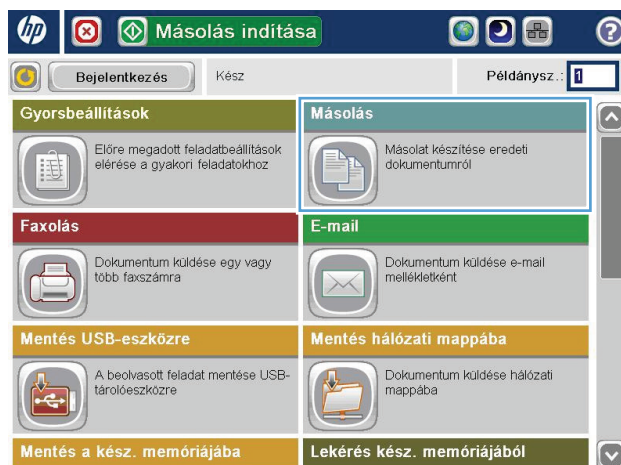 hp
Másolás indítása
?
Bejelentkezés
Kész
Példánysz.:
1
Gyorsbeállítások
Másolás
Előre megadott feladatbeállítások
elérése a gyakori feladatokhoz
Másolat készítése eredeti
dokumentumról
Faxolás
E-mail
Dokumentum küldése egy vagy
több faxszámra
Dokumentum küldése e-mail
mellékletként
Mentés USB-eszközre
Mentés hálózati mappába
A beolvasott feladat mentése USB-
tárolóeszközre
Dokumentum küldése hálózati
mappába
Mentés a kész. memóriájába
Lekérés kész. memóriájából